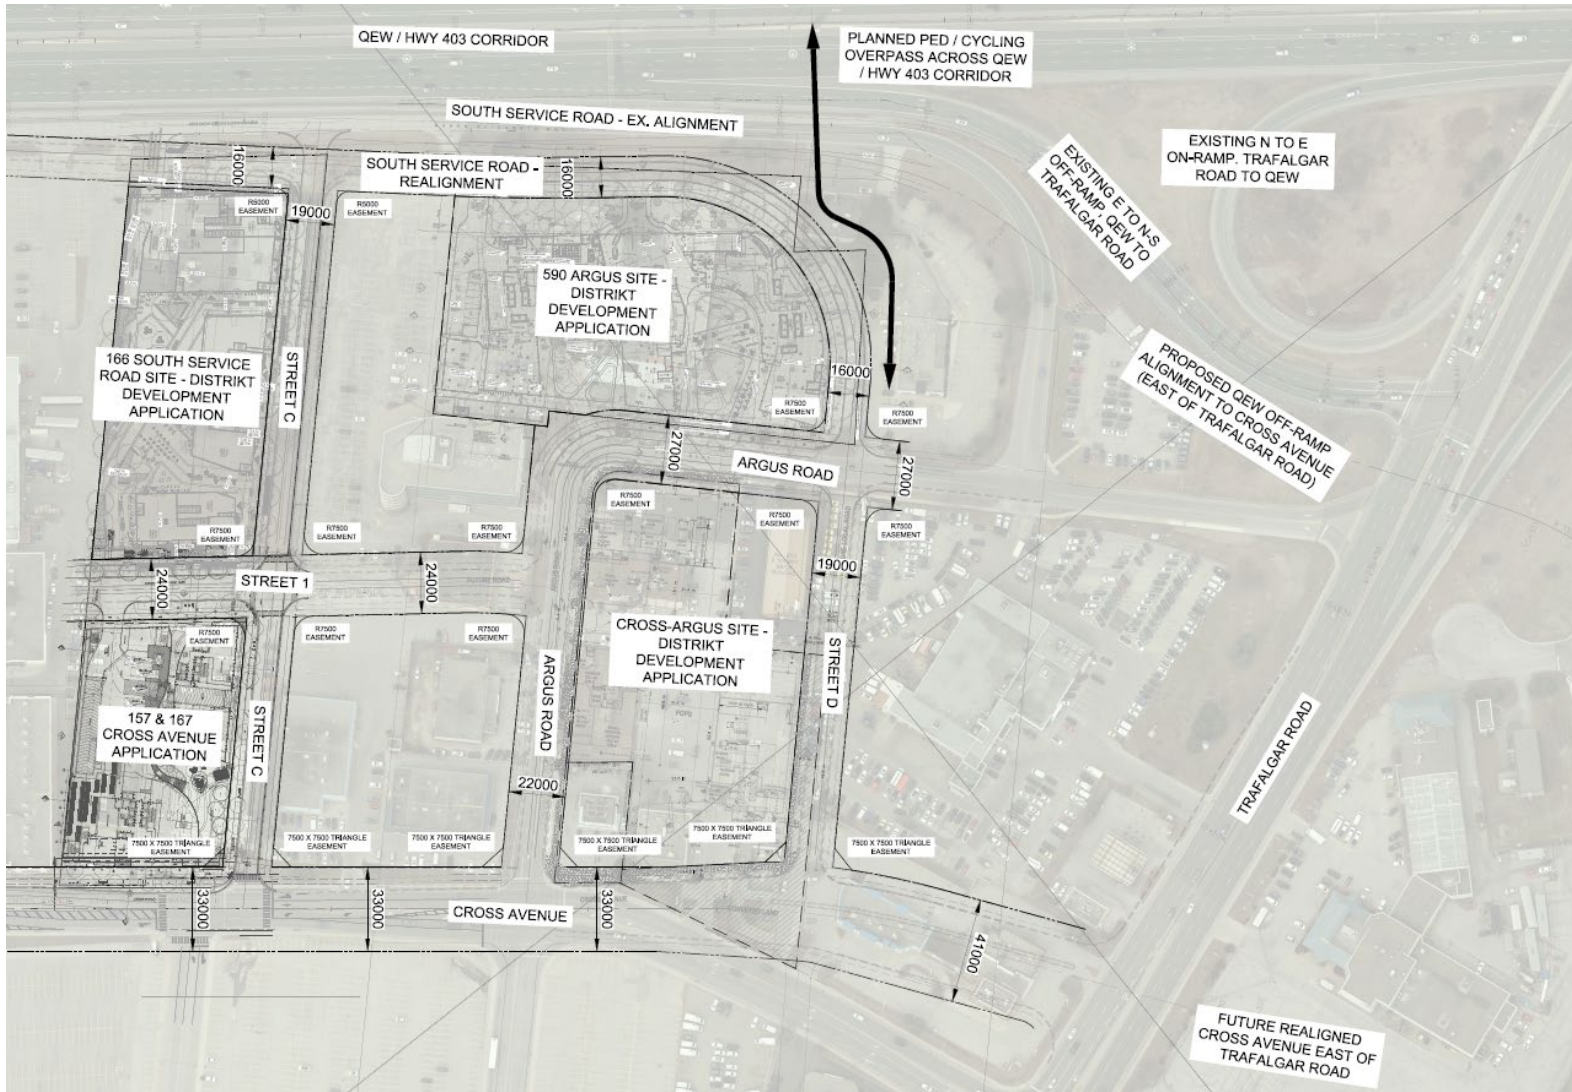 QEW / HWY 403 CORRIDOR
PLANNED PED / CYCLING
OVERPASS ACROSS QEW
/ HWY 403 CORRIDOR
SOUTH SERVICE ROAD - EX. ALIGNMENT
EXISTING N TO E
ON-RAMP. TRAFALGAR
ROAD TO QEW
EXISTING E TO N-S
OFF-RAMP, QEW TO
TRAFALGAR ROAD
SOUTH SERVICE ROAD -
REALIGNMENT
16000
16000
R5000
EASEMENT
19000
R5000
EASEMENT
590 ARGUS SITE -
DISTRIKT
DEVELOPMENT
APPLICATION
166 SOUTH SERVICE
ROAD SITE - DISTRIKT
DEVELOPMENT
APPLICATION
STREET C
16000
PROPOSED QEW OFF-RAMP
ALIGNMENT TO CROSS AVENUE
(EAST OF TRAFALGAR ROAD)
R7500
EASEMENT
R7500
EASEMENT
27000
ARGUS ROAD
27000
R7500
EASEMENT
R7500
EASEMENT
R7500
EASEMENT
R7500
EASEMENT
R7500
EASEMENT
R7500
EASEMENT
24000
STREET 1
24000
FUTURE ROAD
19000
R7500
EASEMENT
R7500
EASEMENT
R7500
EASEMENT
CROSS-ARGUS SITE -
DISTRIKT
DEVELOPMENT
APPLICATION
STREET D
ARGUS ROAD
157 & 167
CROSS AVENUE
APPLICATION
STREET C
TRAFALGAR ROAD
22000
7500 X 7500 TRIANGLE
EASEMENT
7500 X 7500 TRIANGLE
EASEMENT
7500 X 7500 TRIANGLE
EASEMENT
7500 X 7500 TRIANGLE
EASEMENT
7500 X 7500 TRIANGLE
EASEMENT
7500 X 7500 TRIANGLE
EASEMENT
33000
33000
33000
CROSS AVENUE
41000
FUTURE REALIGNED
CROSS AVENUE EAST OF
TRAFALGAR ROAD